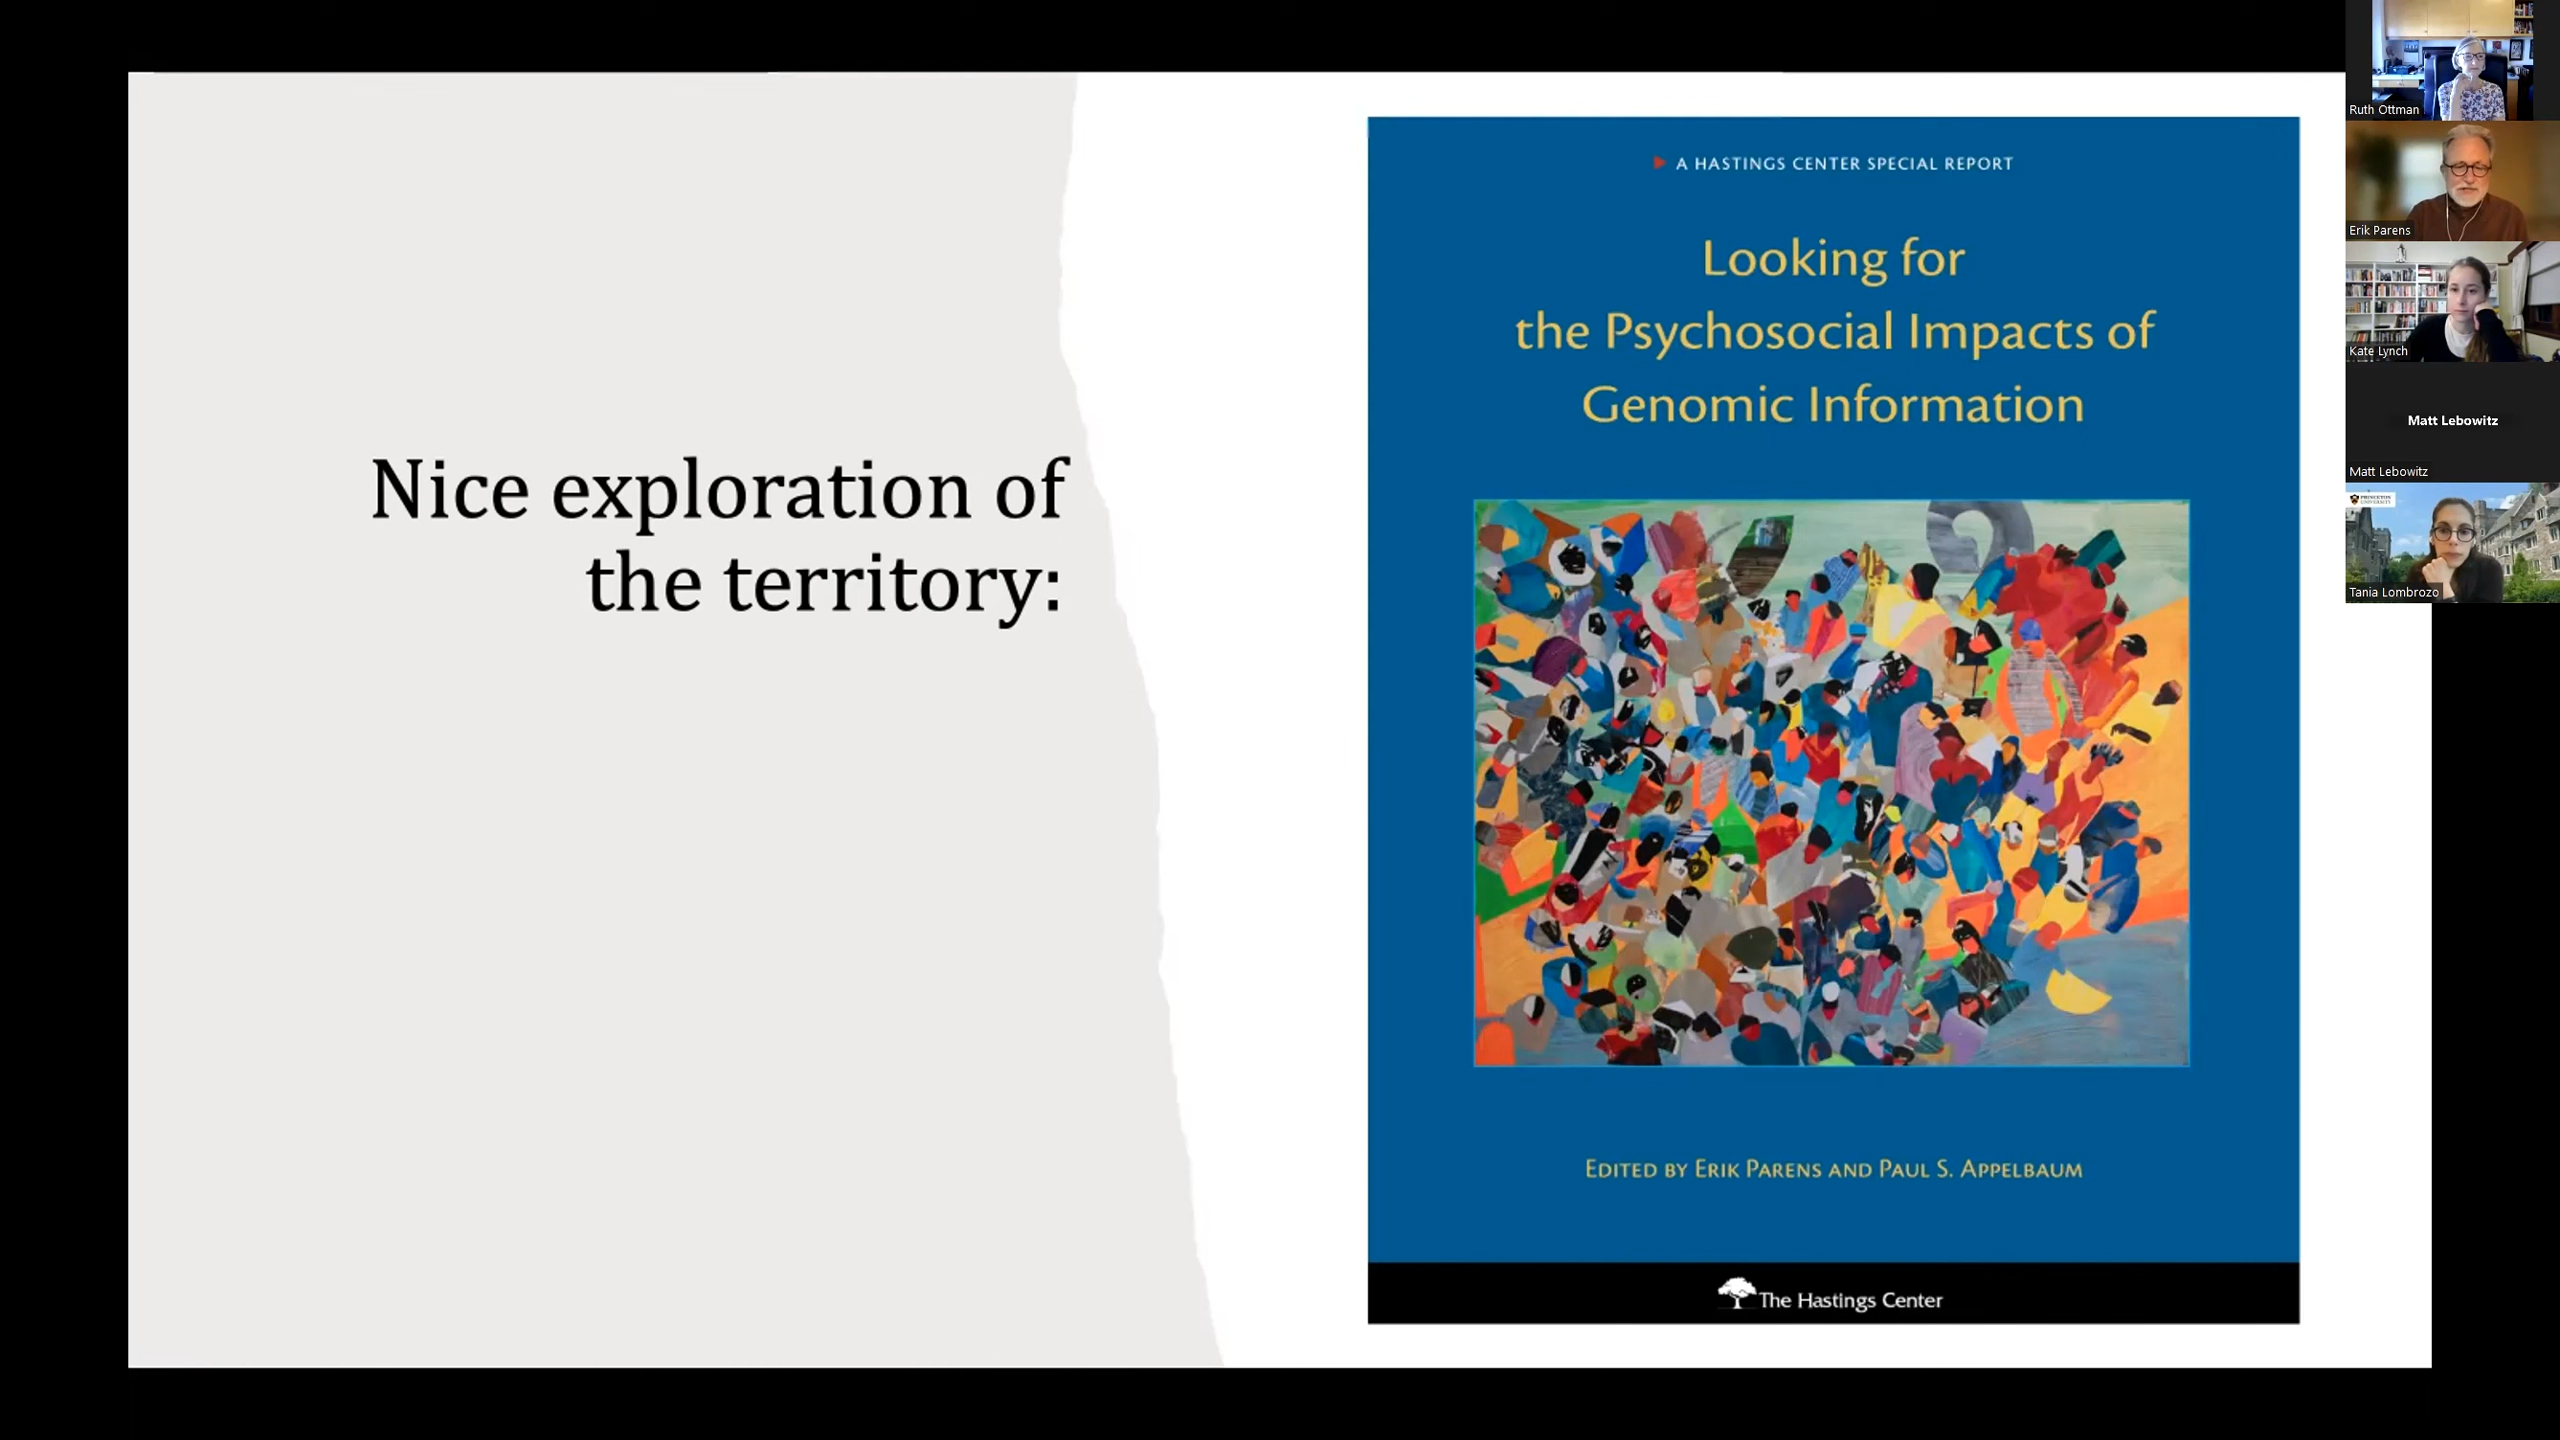 Nice exploration of
the territory:
A HASTINGS CENTER SPECIAL REPORT
Looking for
the Psychosocial Impacts of
Genomic Information
EDITED BY ERIK PARENS AND PAUL S. APPELBAUM
The Hastings Center
Ruth Ottman
Erik Parens
Kate Lynch
Matt Lebowitz
Matt Lebowitz
PRINCETON
UNIVERSITY
Tania Lombrozo